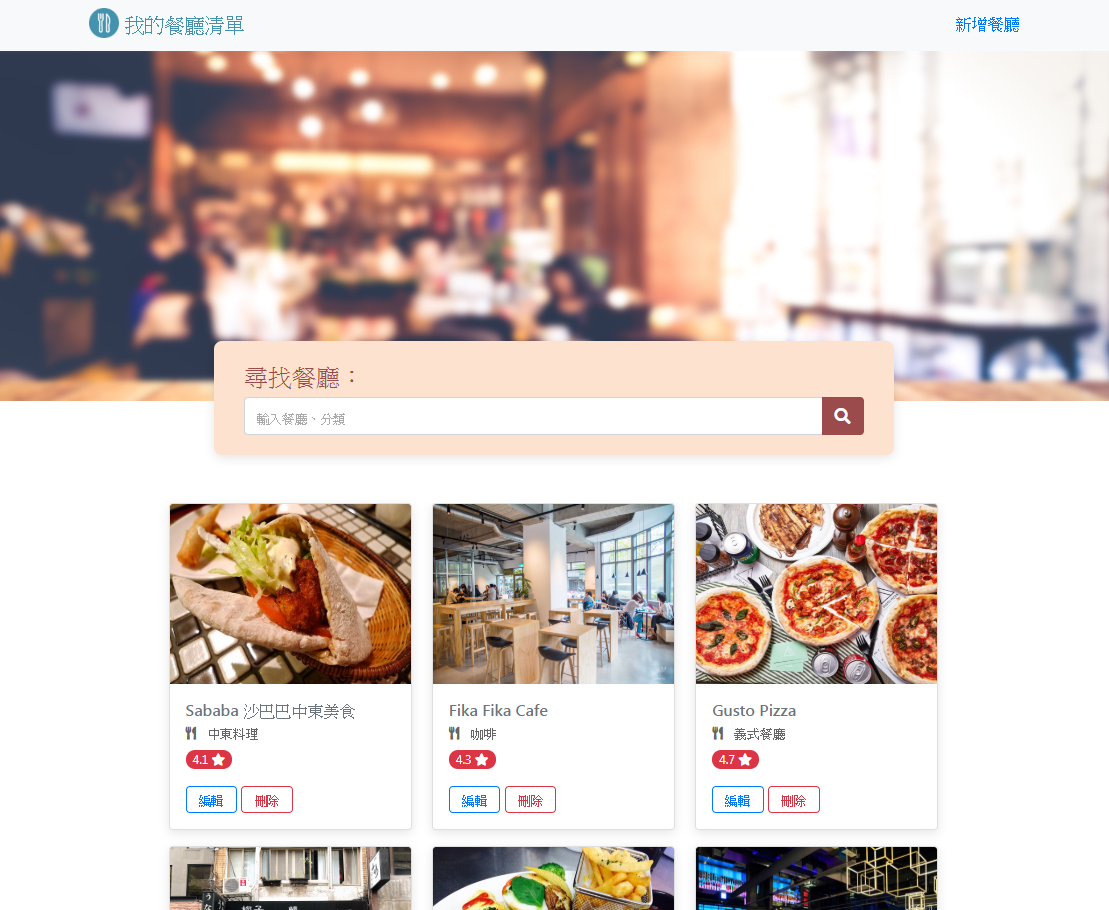 我的餐廳清單
新增餐廳
尋找餐廳：
輸入餐廳、分類
Sababa 沙巴巴中東美食
中東料理
4.1
編輯 刪除
Fika Fika Cafe
咖啡
4.3
編輯 刪除
Gusto Pizza
義式餐廳
4.7
編輯 刪除